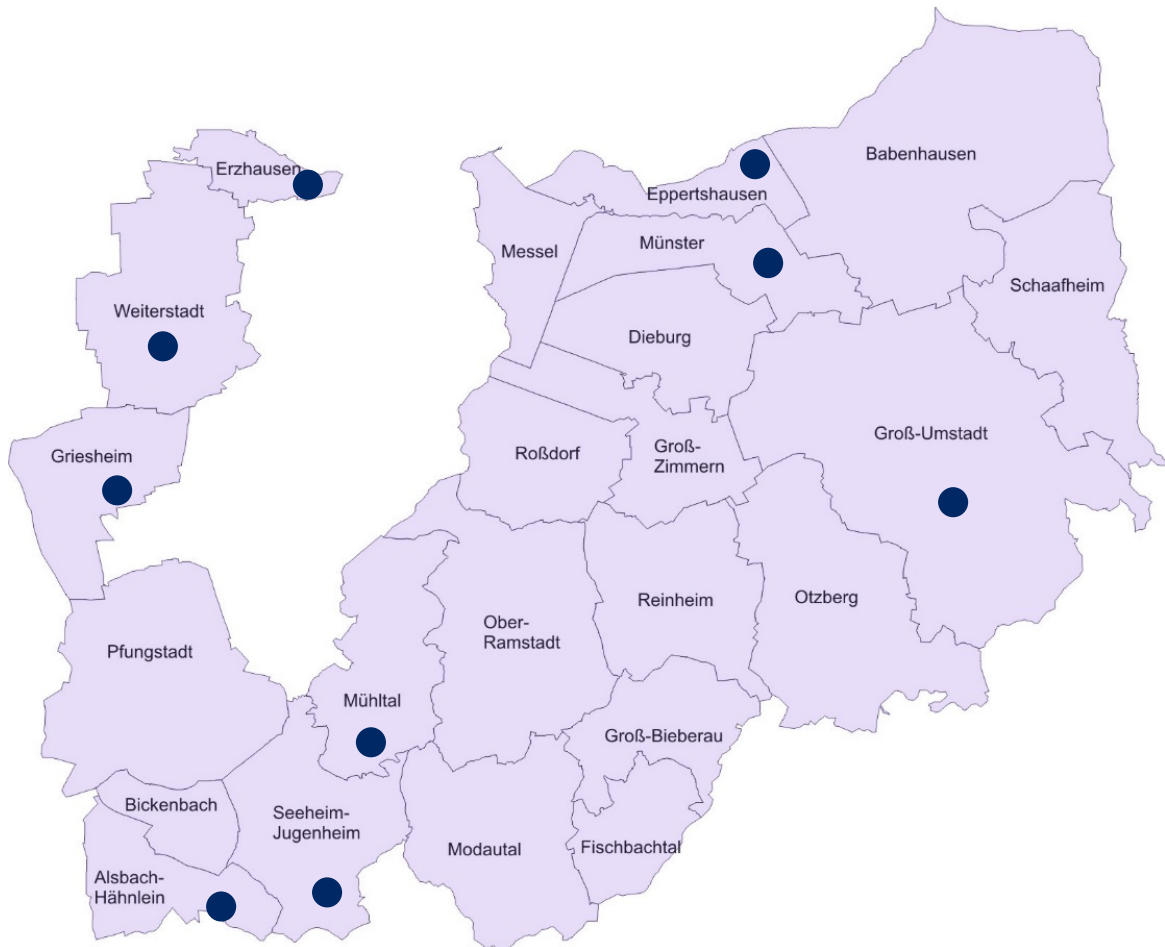 Babenhausen
Erzhausen
Eppertshausen
Münster
Messel
Schaafheim
Weiterstadt
Dieburg
Groß-Umstadt
Griesheim
Roßdorf
Groß-
Zimmern
Reinheim
Otzberg
Ober-
Ramstadt
Pfungstadt
Mühltal
Groß-Bieberau
Bickenbach
Seeheim-
Jugenheim
Modautal
Fischbachtal
Alsbach-
Hähnlein